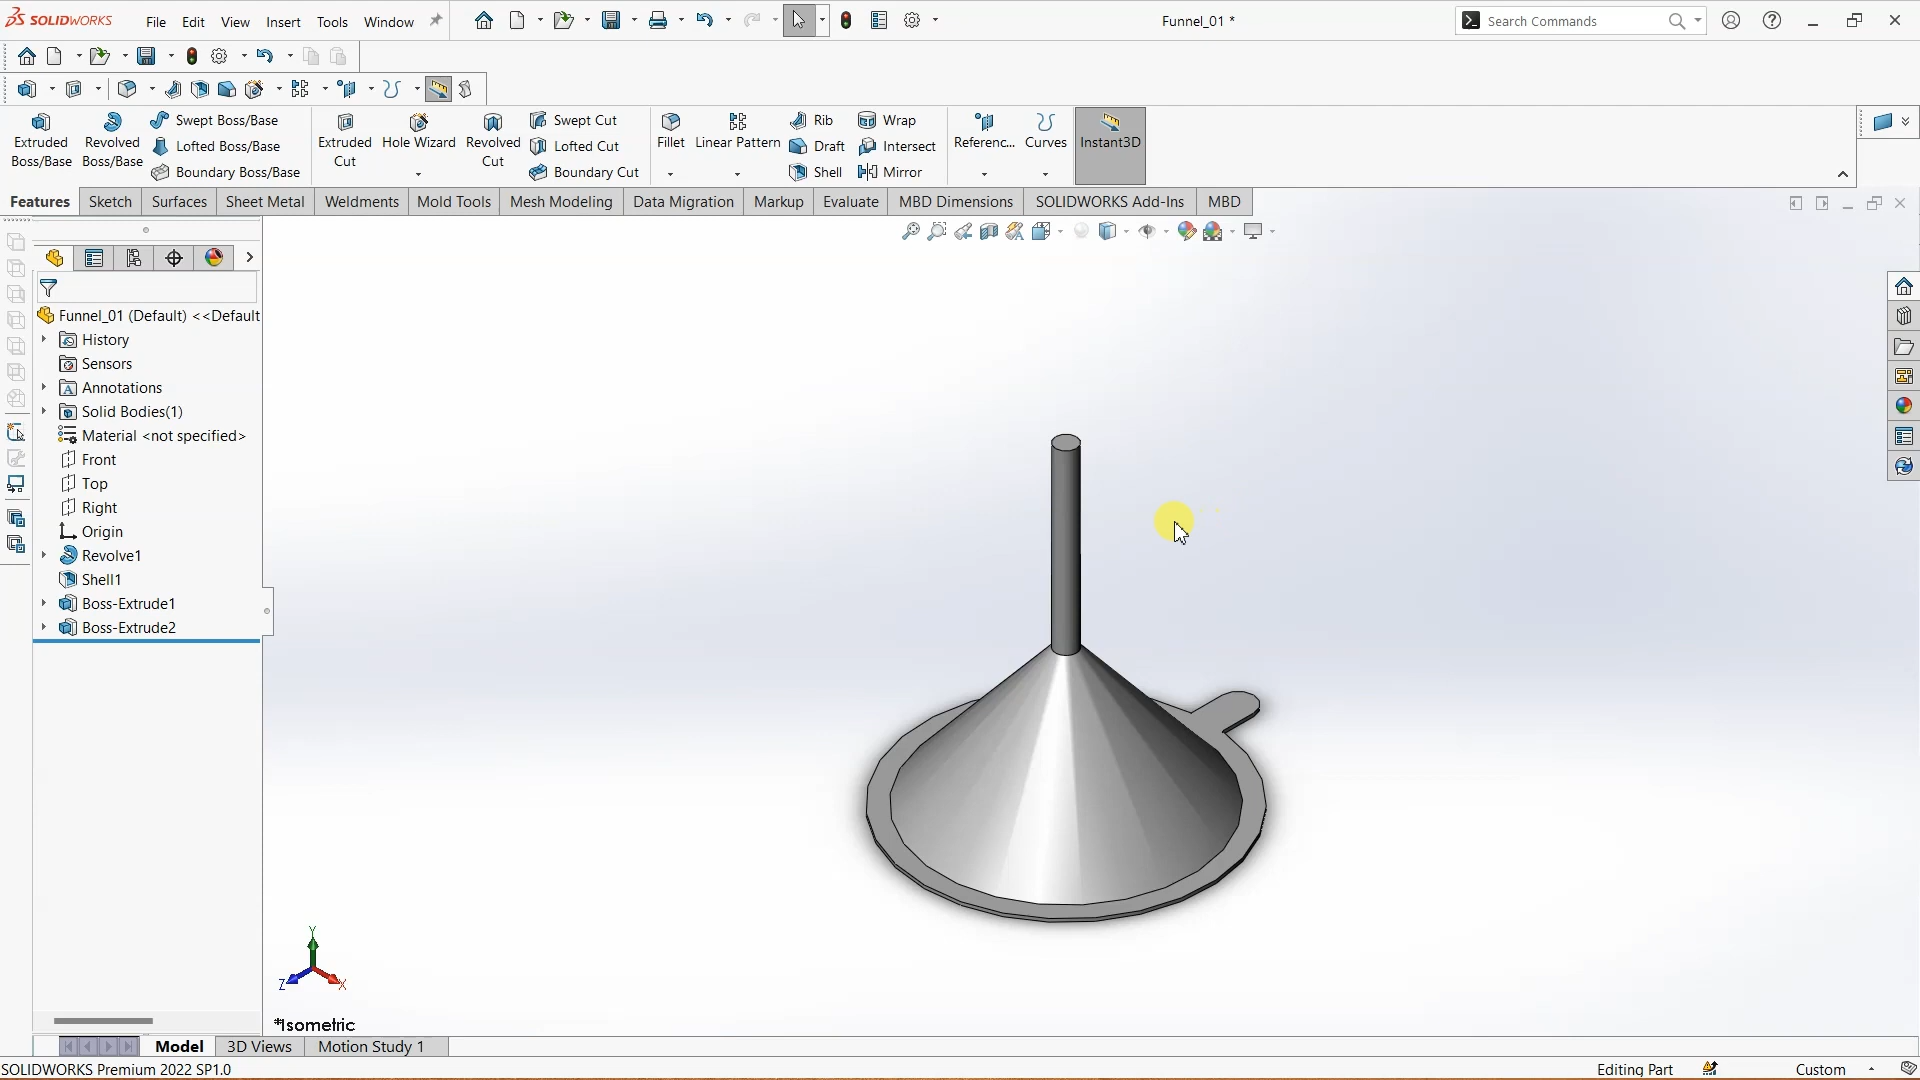 SOLIDWORKS File Edit View Insert Tools Window Funnel_01 * Search Commands
Extruded Boss/Base Revolved Boss/Base Swept Boss/Base Lofted Boss/Base Boundary Boss/Base
Extruded Cut Hole Wizard Revolved Cut Swept Cut Lofted Cut Boundary Cut
Fillet Linear Pattern Rib Draft Shell Wrap Intersect Mirror
Referenc... Curves Instant3D
Features Sketch Surfaces Sheet Metal Weldments Mold Tools Mesh Modeling Data Migration Markup Evaluate MBD Dimensions SOLIDWORKS Add-Ins MBD
Funnel_01 (Default) <<Default
History
Sensors
Annotations
Solid Bodies(1)
Material <not specified>
Front
Top
Right
Origin
Revolve1
Shell1
Boss-Extrude1
Boss-Extrude2
Y
Z
X
*Isometric
Model 3D Views Motion Study 1
SOLIDWORKS Premium 2022 SP1.0 Editing Part Custom